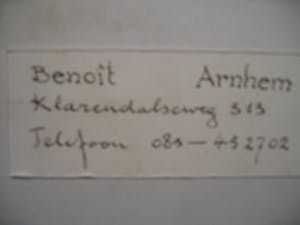 Benoît Arnhem
Klarendalseweg 313
Telefoon 085-452702